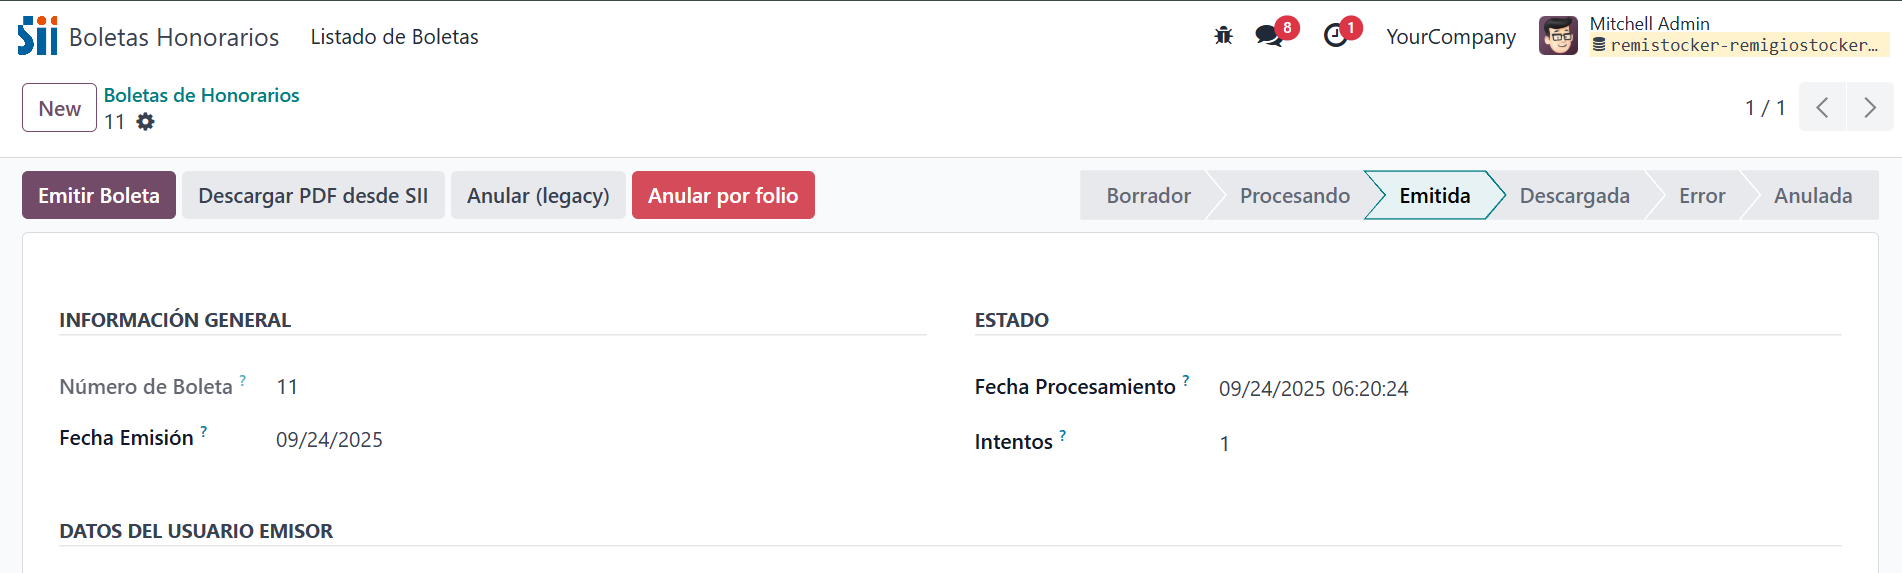 Sii Boletas Honorarios Listado de Boletas 8 1 YourCompany Mitchell Admin
remistocker-remigiostocker...
New Boletas de Honorarios
11 1 / 1
Emitir Boleta Descargar PDF desde SII Anular (legacy) Anular por folio Borrador Procesando Emitida Descargada Error Anulada
INFORMACIÓN GENERAL
Número de Boleta ? 11
Fecha Emisión ? 09/24/2025
ESTADO
Fecha Procesamiento ? 09/24/2025 06:20:24
Intentos ? 1
DATOS DEL USUARIO EMISOR